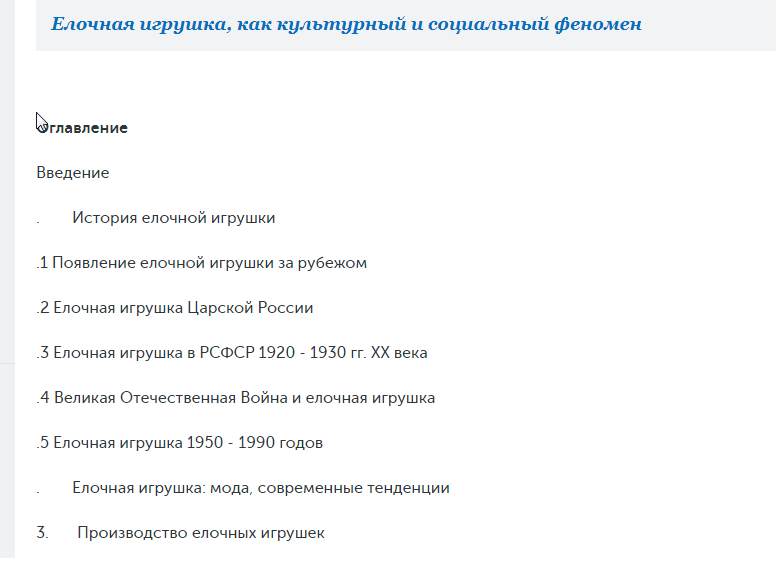 Елочная игрушка, как культурный и социальный феномен
Оглавление
Введение
. История елочной игрушки
.1 Появление елочной игрушки за рубежом
.2 Елочная игрушка Царской России
.3 Елочная игрушка в РСФСР 1920 - 1930 гг. XX века
.4 Великая Отечественная Война и елочная игрушка
.5 Елочная игрушка 1950 - 1990 годов
. Елочная игрушка: мода, современные тенденции
3. Производство елочных игрушек